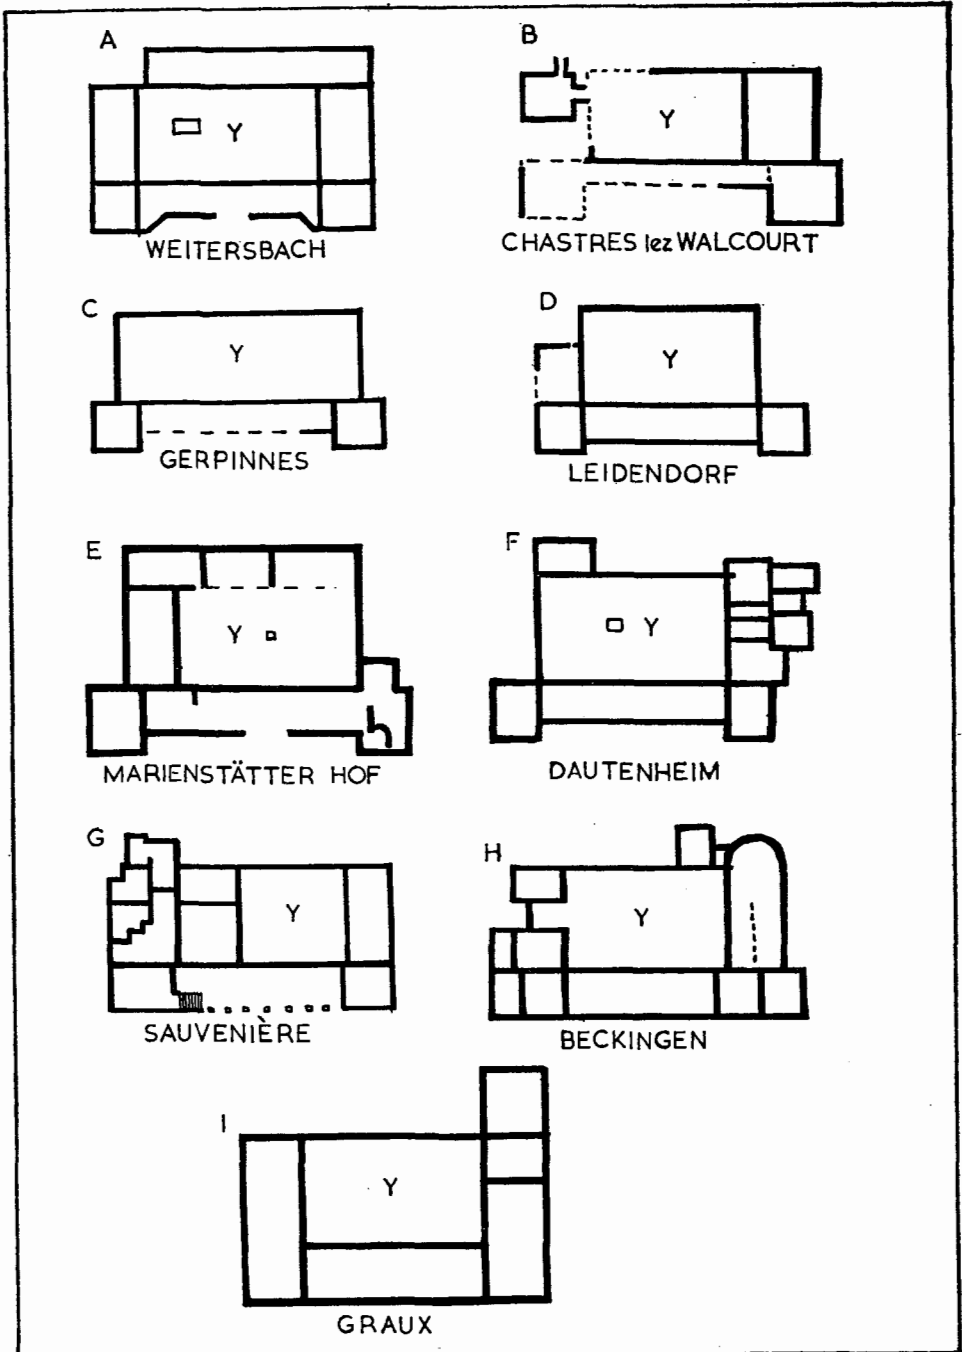 A
Y
WEITERSBACH
B
Y
CHASTRES lez WALCOURT
C
Y
GERPINNES
D
Y
LEIDENDORF
E
Y
MARIENSTÄTTER HOF
F
Y
DAUTENHEIM
G
Y
SAUVENIÈRE
H
Y
BECKINGEN
I
Y
GRAUX